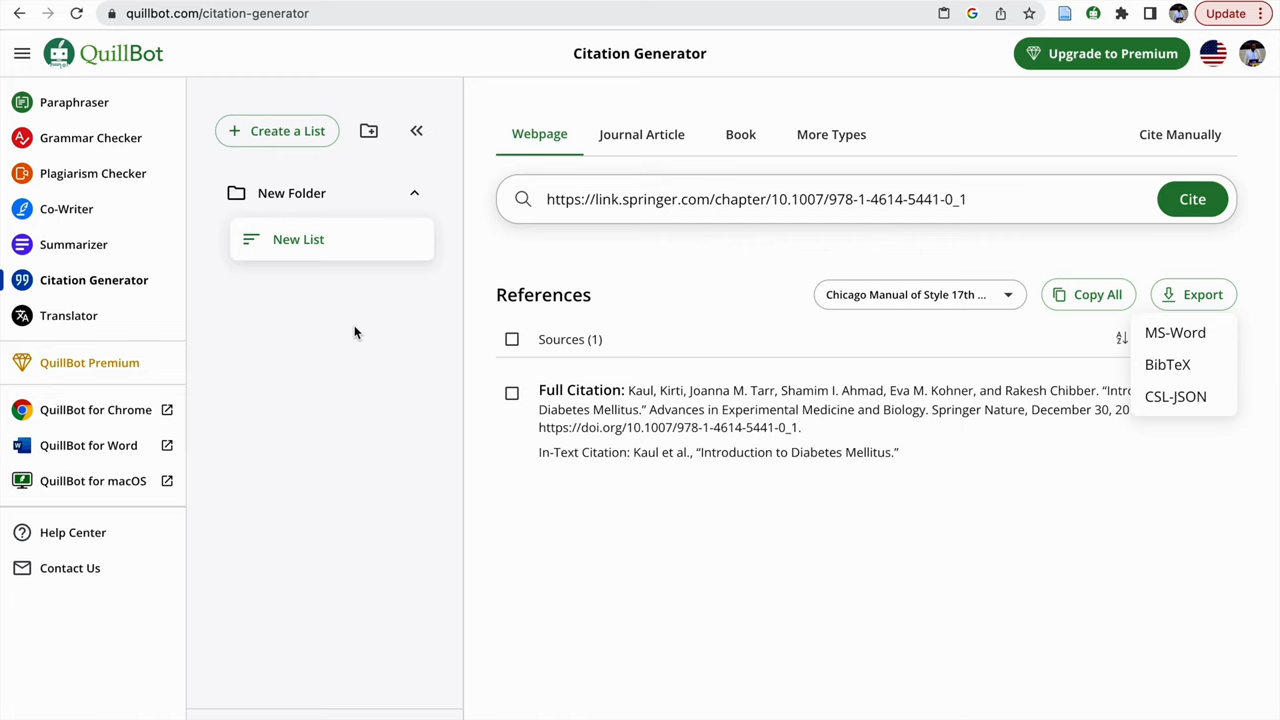 quillbot.com/citation-generator
Update
QuillBot
Citation Generator
Upgrade to Premium
Paraphraser
Grammar Checker
Plagiarism Checker
Co-Writer
Summarizer
Citation Generator
Translator
QuillBot Premium
QuillBot for Chrome
QuillBot for Word
QuillBot for macOS
Help Center
Contact Us
+ Create a List
New Folder
New List
Webpage Journal Article Book More Types Cite Manually
https://link.springer.com/chapter/10.1007/978-1-4614-5441-0_1 Cite
References Chicago Manual of Style 17th ... Copy All Export
Sources (1)
MS-Word
BibTeX
CSL-JSON
Full Citation: Kaul, Kirti, Joanna M. Tarr, Shamim I. Ahmad, Eva M. Kohner, and Rakesh Chibber. “Intro
Diabetes Mellitus.” Advances in Experimental Medicine and Biology. Springer Nature, December 30, 20
https://doi.org/10.1007/978-1-4614-5441-0_1.
In-Text Citation: Kaul et al., “Introduction to Diabetes Mellitus.”